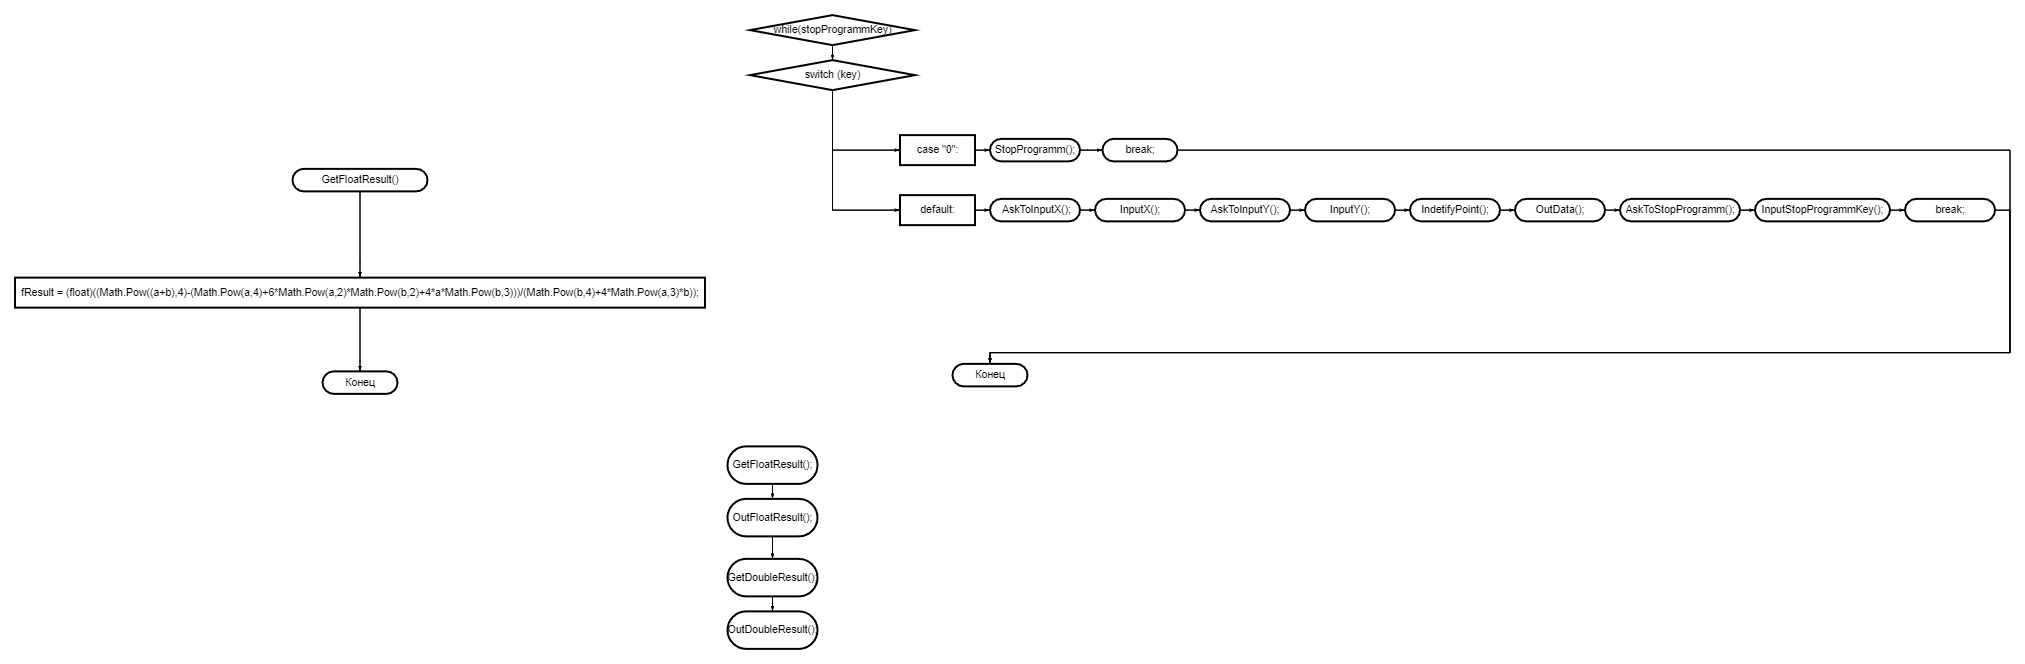 while(stopProgrammKey)
switch (key)
case "0":
StopProgramm();
break;
default:
AskToInputX();
InputX();
AskToInputY();
InputY();
IndetifyPoint();
OutData();
AskToStopProgramm();
InputStopProgrammKey();
break;
Конец
GetFloatResult()
fResult = (float)((Math.Pow((a+b),4)-(Math.Pow(a,4)+6*Math.Pow(a,2)*Math.Pow(b,2)+4*a*Math.Pow(b,3)))/(Math.Pow(b,4)+4*Math.Pow(a,3)*b));
Конец
GetFloatResult();
OutFloatResult();
GetDoubleResult();
OutDoubleResult();